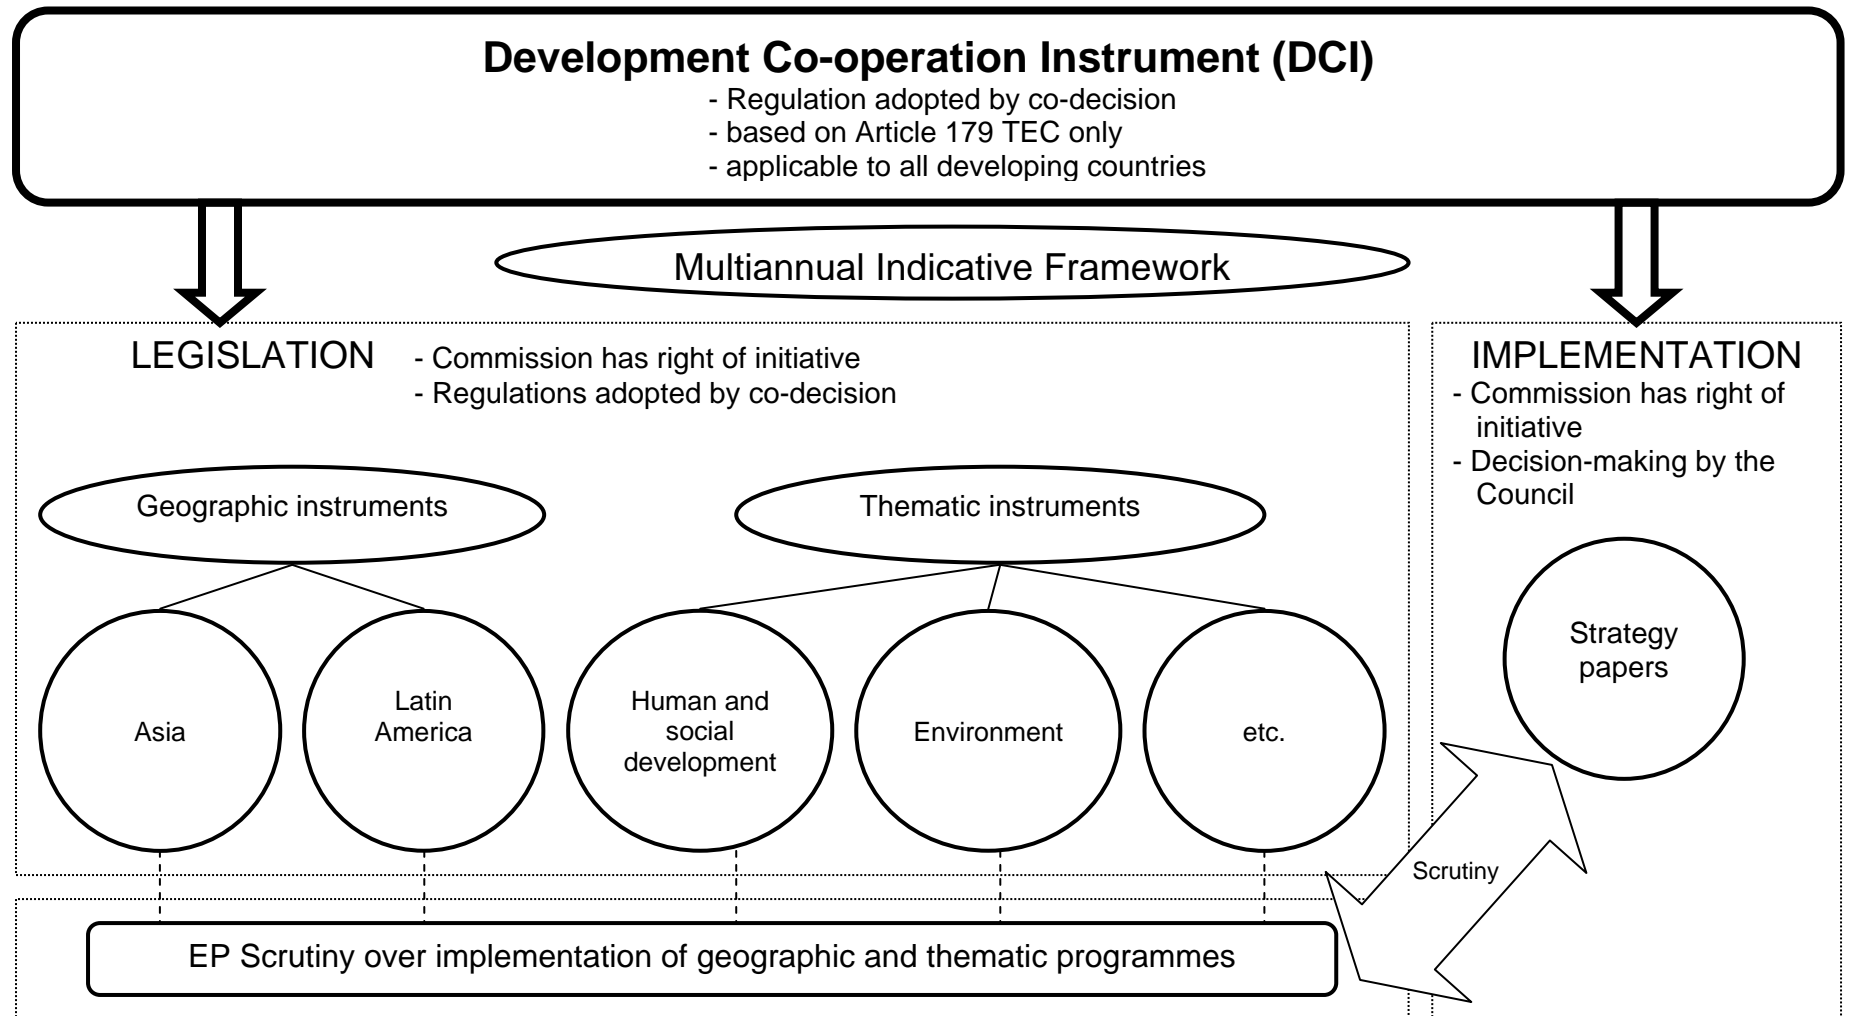 Development Co-operation Instrument (DCI)
- Regulation adopted by co-decision
- based on Article 179 TEC only
- applicable to all developing countries
Multiannual Indicative Framework
LEGISLATION
- Commission has right of initiative
- Regulations adopted by co-decision
IMPLEMENTATION
- Commission has right of
initiative
- Decision-making by the
Council
Geographic instruments
Thematic instruments
Strategy
papers
Asia
Latin
America
Human and
social
development
Environment
etc.
Scrutiny
EP Scrutiny over implementation of geographic and thematic programmes